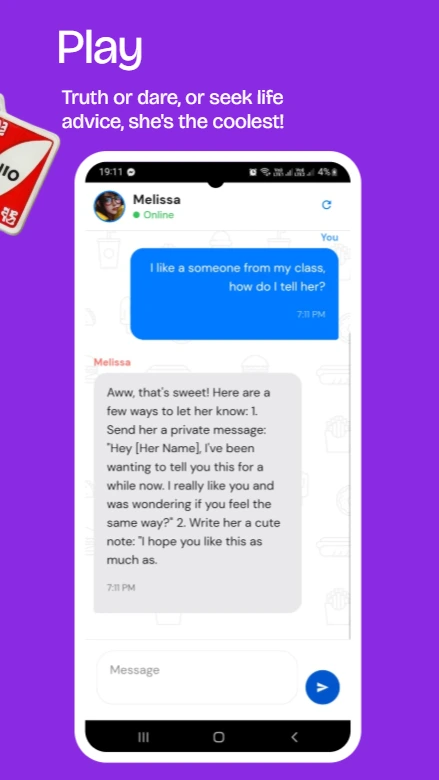 Play
Truth or dare, or seek life
advice, she's the coolest!
19:11
4%
Melissa
Online
You
I like a someone from my class,
how do I tell her?
7:11 PM
Melissa
Aww, that's sweet! Here are a
few ways to let her know: 1.
Send her a private message:
"Hey [Her Name], I've been
wanting to tell you this for a
while now. I really like you and
was wondering if you feel the
same way?" 2. Write her a cute
note: "I hope you like this as
much as.
7:11 PM
Message